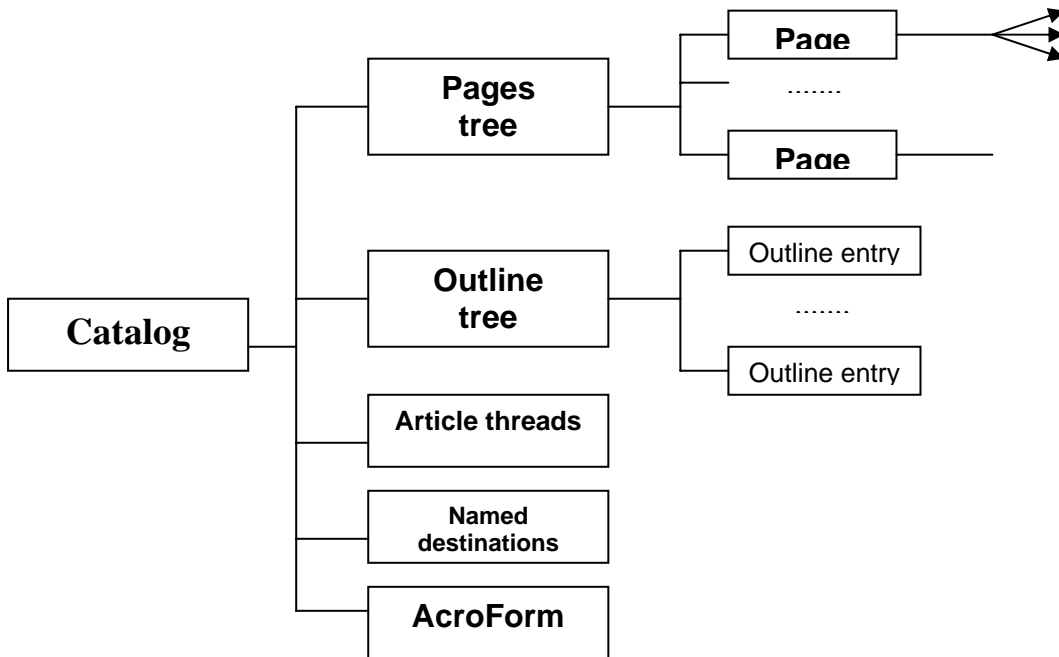 Page
Pages
tree
.......
Page
Outline entry
Outline
tree
.......
Catalog
Outline entry
Article threads
Named
destinations
AcroForm